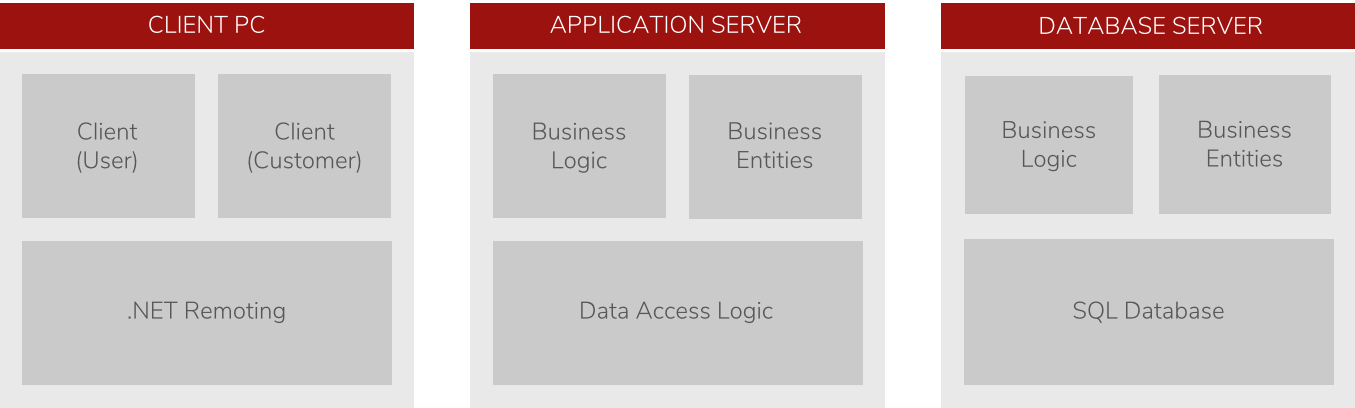 CLIENT PC
Client
(User)
Client
(Customer)
.NET Remoting
APPLICATION SERVER
Business
Logic
Business
Entities
Data Access Logic
DATABASE SERVER
Business
Logic
Business
Entities
SQL Database